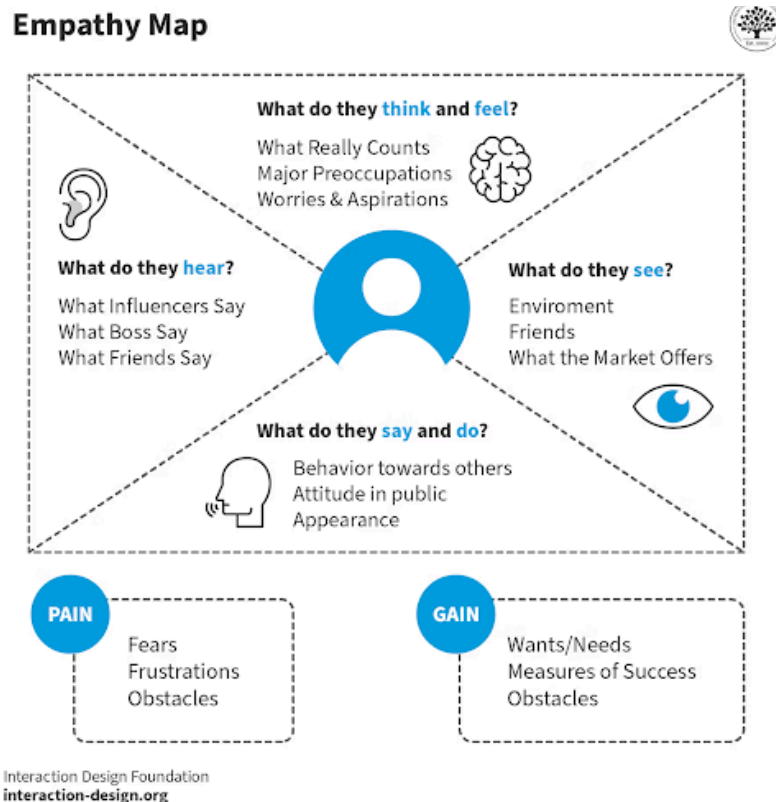 Empathy Map
What do they think and feel?
What Really Counts
Major Preoccupations
Worries & Aspirations
What do they hear?
What Influencers Say
What Boss Say
What Friends Say
What do they see?
Enviroment
Friends
What the Market Offers
What do they say and do?
Behavior towards others
Attitude in public
Appearance
PAIN
Fears
Frustrations
Obstacles
GAIN
Wants/Needs
Measures of Success
Obstacles
Interaction Design Foundation
interaction-design.org